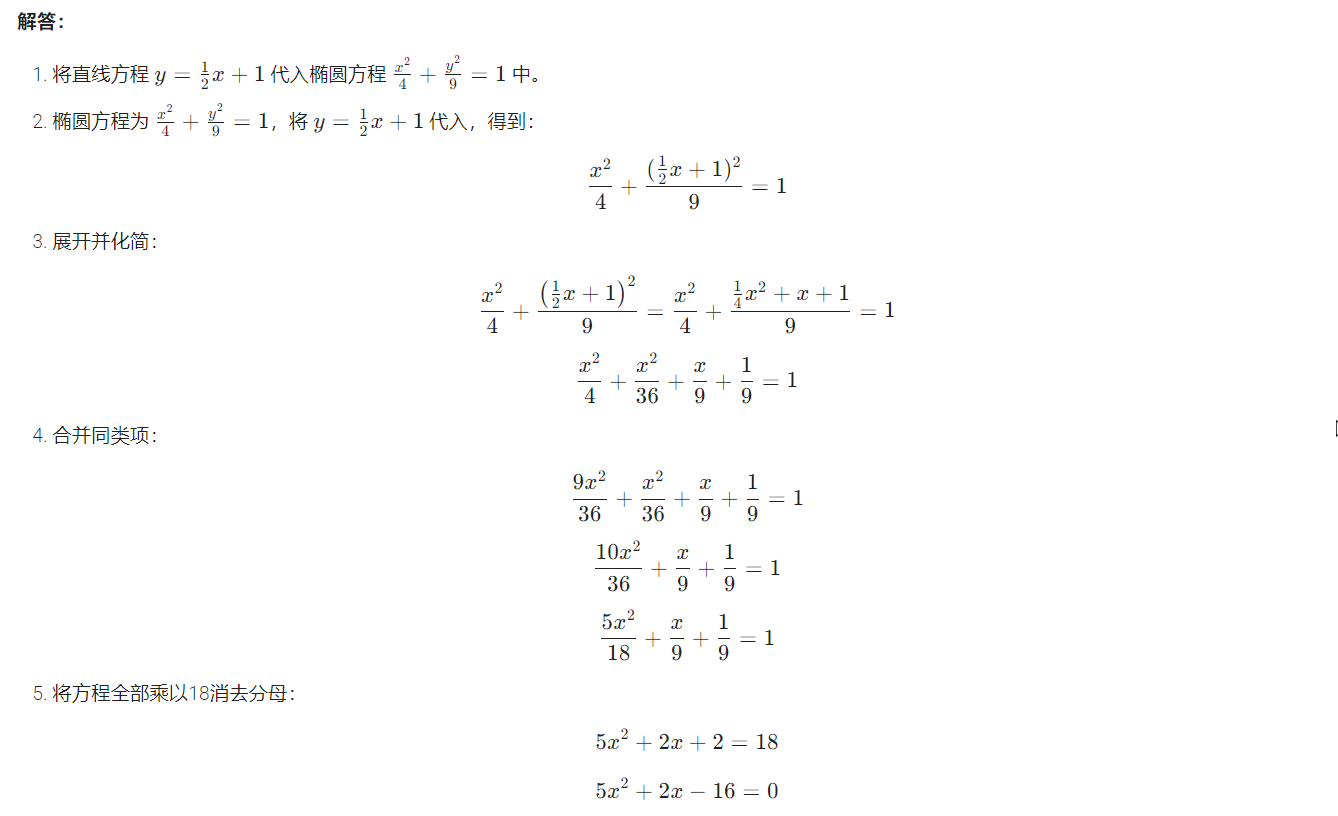 解答：
1. 将直线方程 y = \frac{1}{2}x + 1 代入椭圆方程 \frac{x^2}{4} + \frac{y^2}{9} = 1 中。
2. 椭圆方程为 \frac{x^2}{4} + \frac{y^2}{9} = 1，将 y = \frac{1}{2}x + 1 代入，得到：
\frac{x^2}{4} + \frac{(\frac{1}{2}x + 1)^2}{9} = 1
3. 展开并化简：
\frac{x^2}{4} + \frac{(\frac{1}{2}x + 1)^2}{9} = \frac{x^2}{4} + \frac{\frac{1}{4}x^2 + x + 1}{9} = 1
\frac{x^2}{4} + \frac{x^2}{36} + \frac{x}{9} + \frac{1}{9} = 1
4. 合并同类项：
\frac{9x^2}{36} + \frac{x^2}{36} + \frac{x}{9} + \frac{1}{9} = 1
\frac{10x^2}{36} + \frac{x}{9} + \frac{1}{9} = 1
\frac{5x^2}{18} + \frac{x}{9} + \frac{1}{9} = 1
5. 将方程全部乘以18消去分母：
5x^2 + 2x + 2 = 18
5x^2 + 2x − 16 = 0